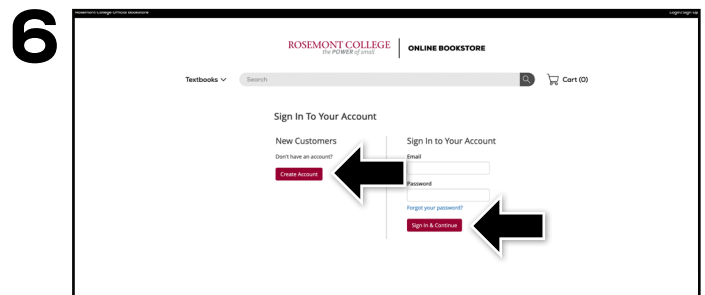 6
Rosemont College Official Bookstore
Login/Sign Up
ROSEMONT COLLEGE
the POWER of small
ONLINE BOOKSTORE
Textbooks
Search
Cart (0)
Sign In To Your Account
New Customers
Don't have an account?
Create Account
Sign In to Your Account
Email
Password
Forgot your password?
Sign In & Continue